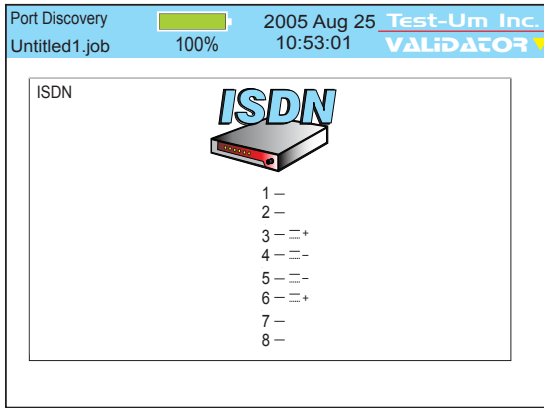 Port Discovery 2005 Aug 25 Test-Um Inc.
Untitled1.job 100% 10:53:01 VALiDATOR
ISDN
ISDN
1 –
2 –
3 – ⎓ +
4 – ⎓ –
5 – ⎓ –
6 – ⎓ +
7 –
8 –